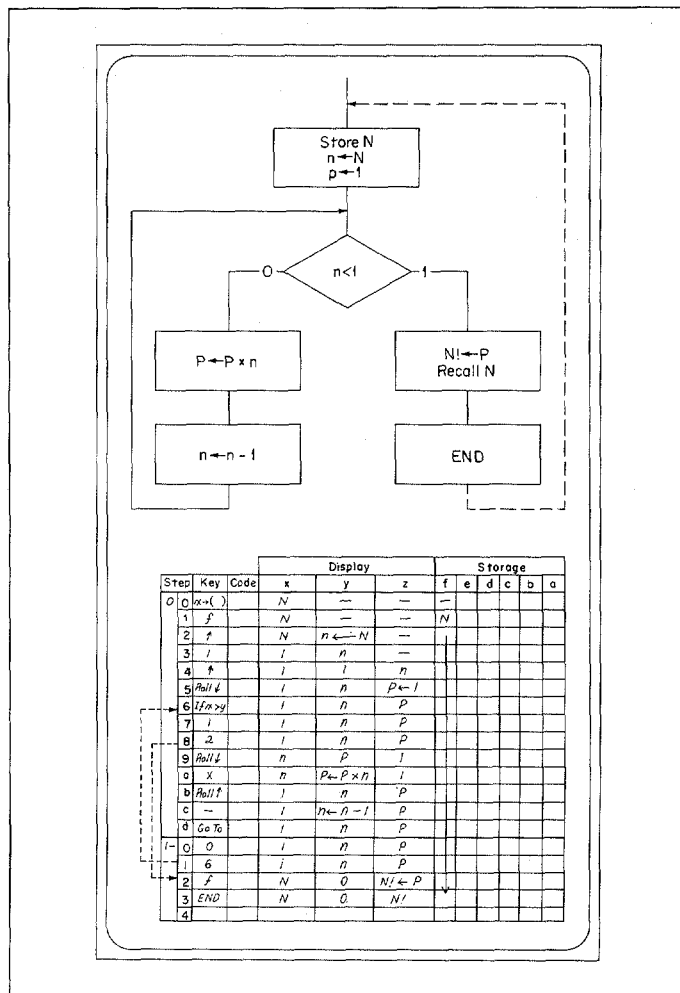 Store N
n←N
p←1
n<1
0
1
P←P x n
N!←P
Recall N
n←n - 1
END
Display
Storage
Step Key Code x y z f e d c b a
0 0 x→( ) N — — —
1 f N — — N
2 ↑ N n←N —
3 1 1 n —
4 ↑ 1 1 n
5 Roll↓ 1 n P←1
6 If x>y 1 n P
7 1 1 n P
8 2 1 n P
9 Roll↓ n P 1
a X n P←P x n 1
b Roll↑ 1 n P
c — 1 n←n-1 P
d Go To 1 n P
1- 0 0 1 n P
1 6 1 n P
2 f N 0 N!←P
3 END N 0 N!
4